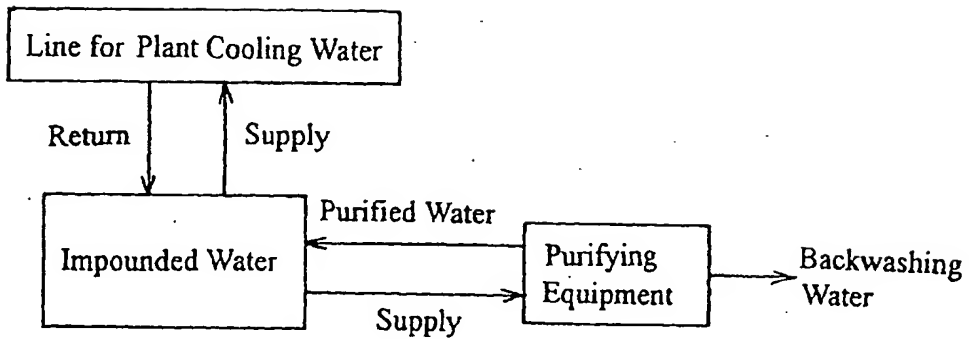 Line for Plant Cooling Water
Return
Supply
Impounded Water
Purified Water
Supply
Purifying
Equipment
Backwashing
Water